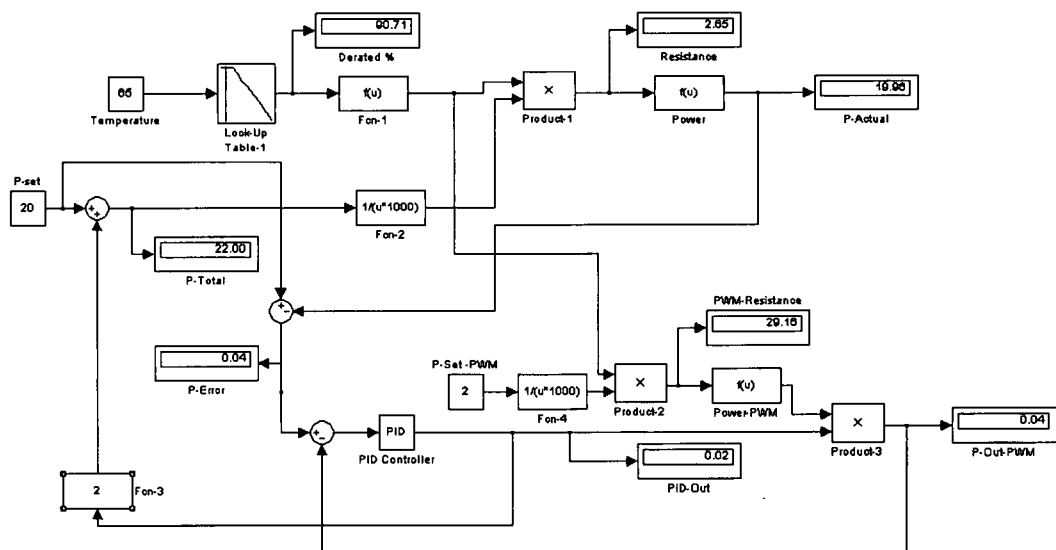 90.71
Derated %
2.65
Resistance
65
Temperature
Look-Up
Table-1
f(u)
Fcn-1
×
Product-1
f(u)
Power
19.96
P-Actual
P-set
20
1/(u*1000)
Fcn-2
22.00
P-Total
PWM-Resistance
29.16
0.04
P-Error
P-Set-PWM
2
1/(u*1000)
Fcn-4
×
Product-2
f(u)
Power-PWM
×
Product-3
0.04
P-Out-PWM
PID
PID Controller
0.02
PID-Out
2
Fcn-3